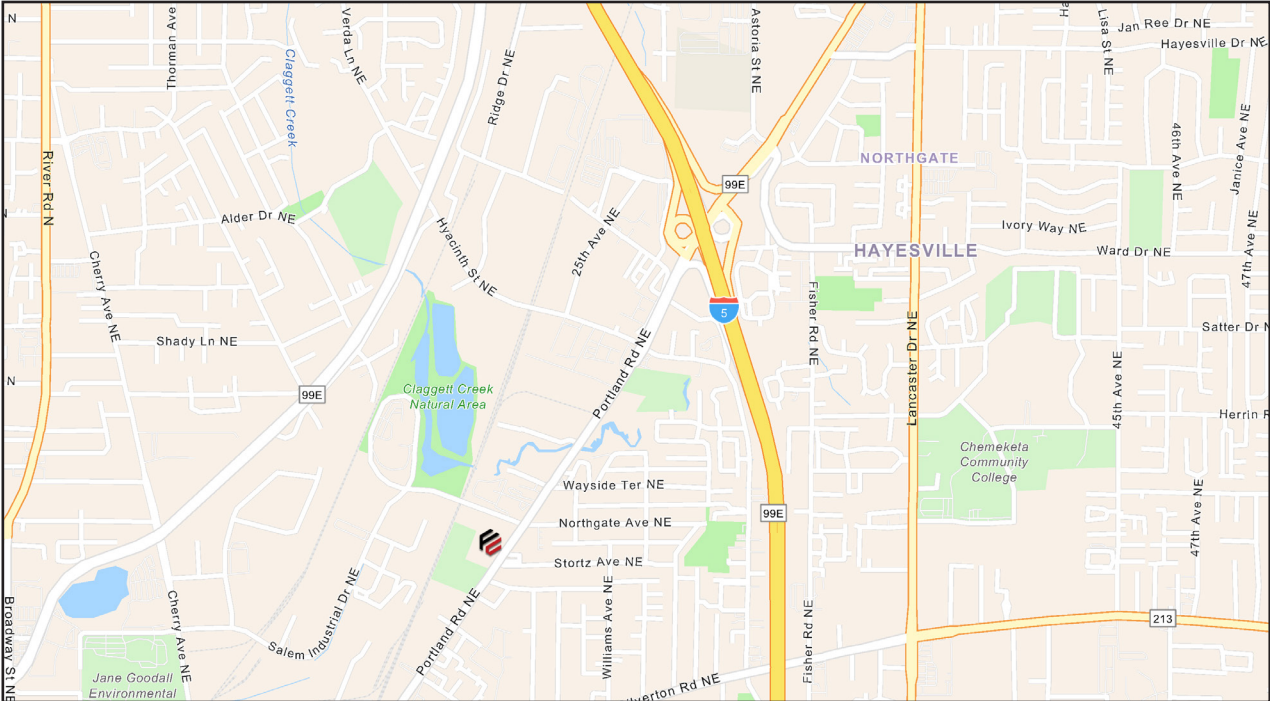 N
Thorman Ave
Verda Ln NE
Astoria St NE
Lisa St NE
Jan Ree Dr NE
Hayesville Dr NE
Claggett Creek
Ridge Dr NE
River Rd N
46th Ave NE
Janice Ave NE
NORTHGATE
99E
Alder Dr NE
Hyacinth St NE
25th Ave NE
Ivory Way NE
HAYESVILLE
Ward Dr NE
47th Ave NE
Cherry Ave NE
Fisher Rd NE
5
Lancaster Dr NE
Satter Dr N
Shady Ln NE
Portland Rd NE
45th Ave NE
N
99E
Claggett Creek
Natural Area
Herrin
Chemeketa
Community
College
Wayside Ter NE
Northgate Ave NE
99E
47th Ave NE
Stortz Ave NE
Broadway St NE
Cherry Ave NE
Salem Industrial Dr NE
Portland Rd NE
Williams Ave NE
Fisher Rd NE
213
Jane Goodall
Environmental
lverton Rd NE